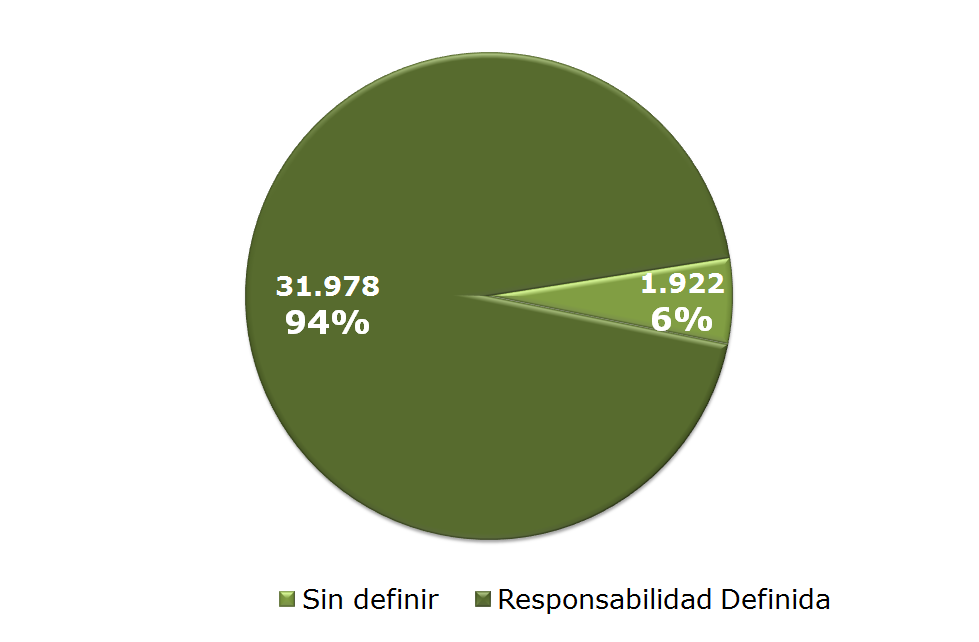 31.978
94%
1.922
6%
Sin definir
Responsabilidad Definida